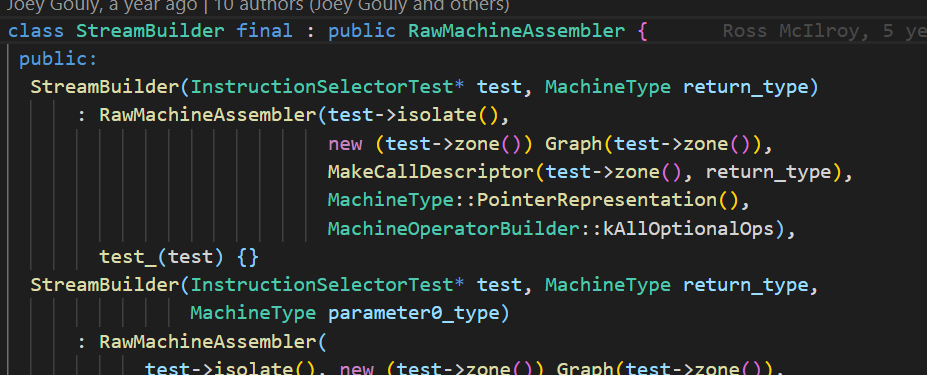 Joey Gouly, a year ago | 10 authors (Joey Gouly and others)
class StreamBuilder final : public RawMachineAssembler { Ross McIlroy, 5 ye
public:
StreamBuilder(InstructionSelectorTest* test, MachineType return_type)
: RawMachineAssembler(test->isolate(),
new (test->zone()) Graph(test->zone()),
MakeCallDescriptor(test->zone(), return_type),
MachineType::PointerRepresentation(),
MachineOperatorBuilder::kAllOptionalOps),
test_(test) {}
StreamBuilder(InstructionSelectorTest* test, MachineType return_type,
MachineType parameter0_type)
: RawMachineAssembler(
test->isolate(), new (test->zone()) Graph(test->zone()),